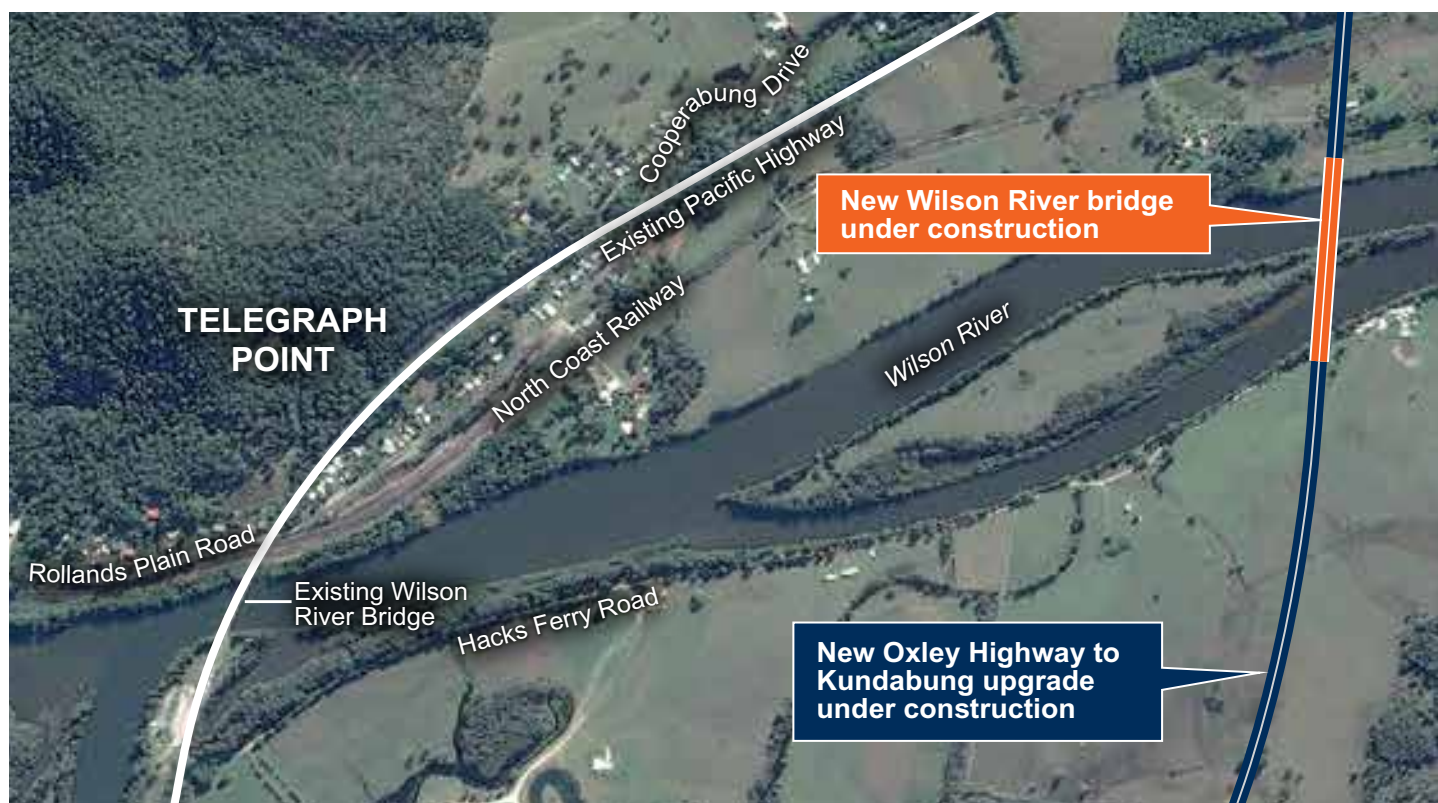 Cooperabung Drive
Existing Pacific Highway
New Wilson River bridge
under construction
North Coast Railway
TELEGRAPH
POINT
Wilson River
Rollands Plain Road
Existing Wilson
River Bridge
Hacks Ferry Road
New Oxley Highway to
Kundabung upgrade
under construction